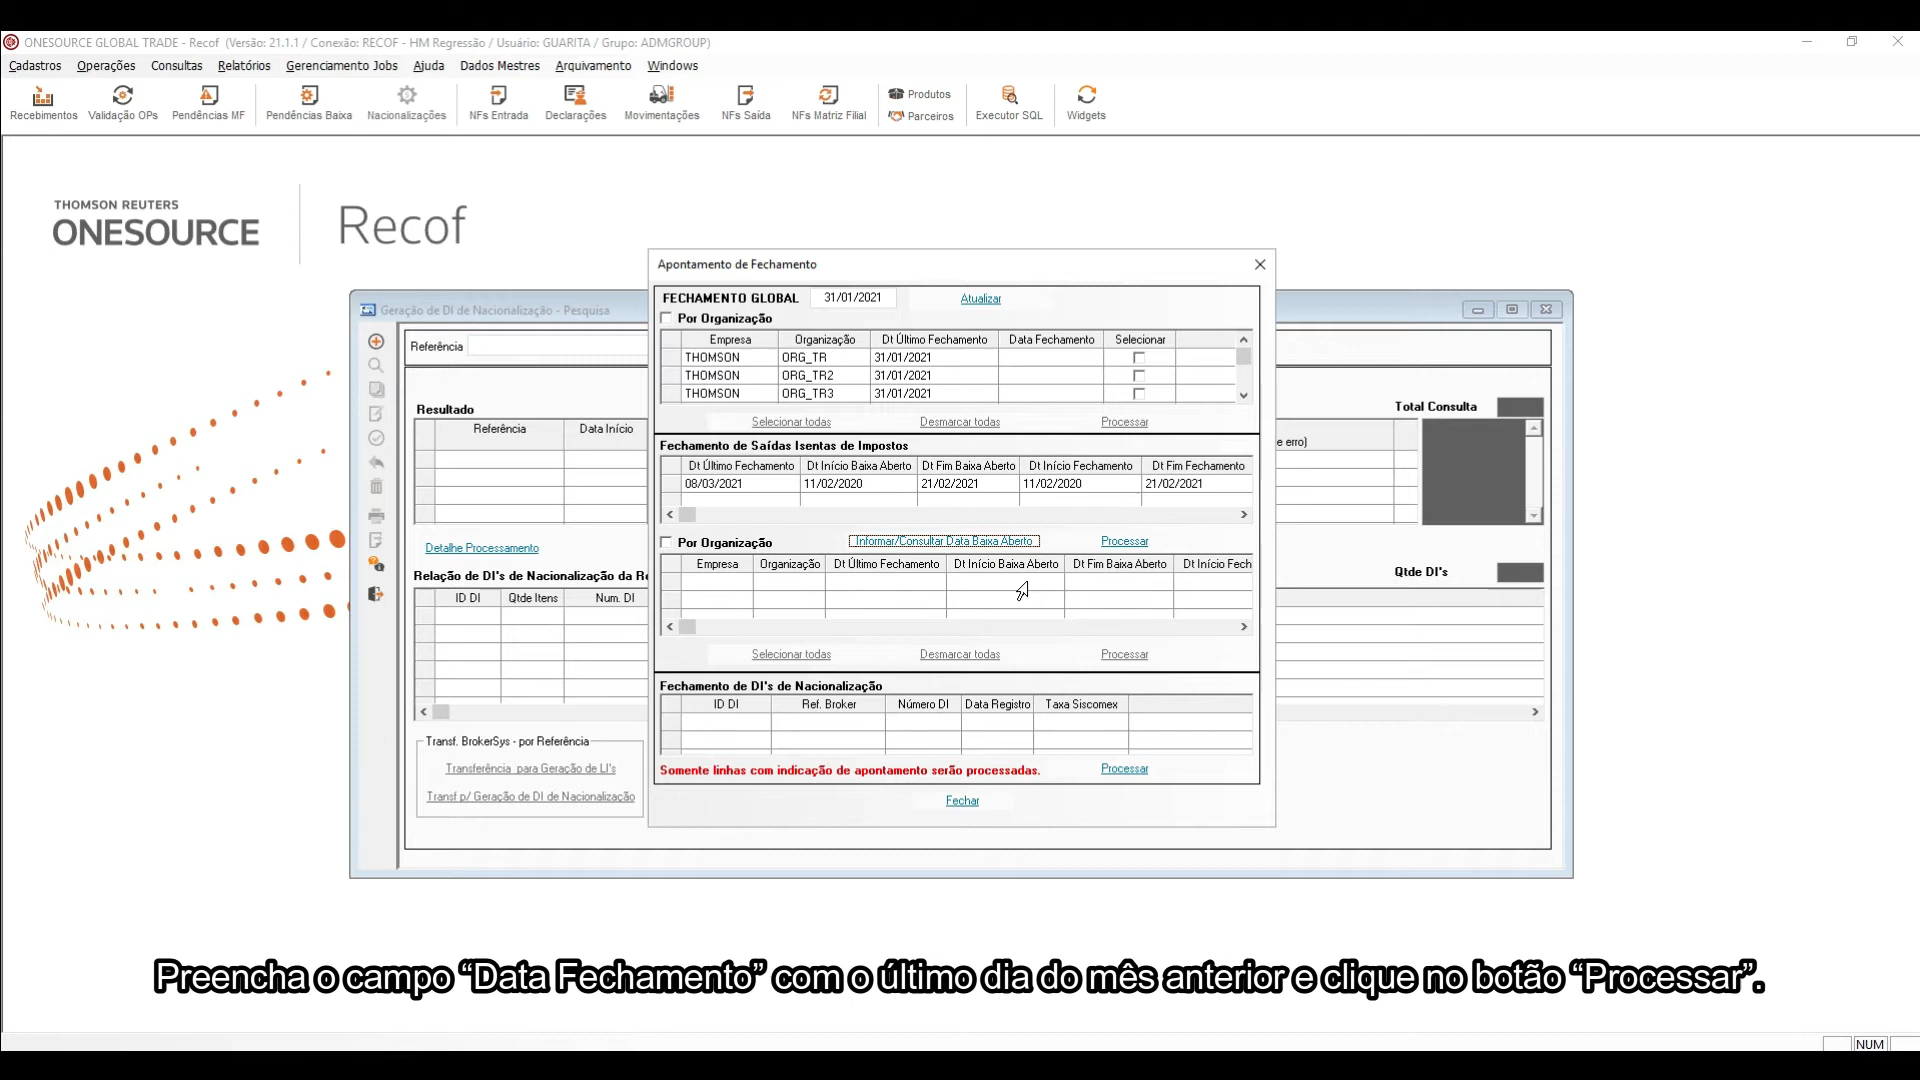 ONESOURCE GLOBAL TRADE - Recof (Versão: 21.1.1 / Conexão: RECOF - HM Regressão / Usuário: GUARITA / Grupo: ADMGROUP)
Cadastros Operações Consultas Relatórios Gerenciamento Jobs Ajuda Dados Mestres Arquivamento Windows
Recebimentos Validação OPs Pendências MF Pendências Baixa Nacionalizações NFs Entrada Declarações Movimentações NFs Saída NFs Matriz Filial Produtos Parceiros Executor SQL Widgets
THOMSON REUTERS
ONESOURCE
Recof
Geração de DI de Nacionalização - Pesquisa
Referência
Resultado
Referência Data Início
Detalhe Processamento
Relação de DI's de Nacionalização da Re
ID DI Qtde Itens Num. DI
Transf. BrokerSys - por Referência
Transferência para Geração de LI's
Transf p/ Geração de DI de Nacionalização
Total Consulta
e erro)
Qtde DI's
Apontamento de Fechamento
FECHAMENTO GLOBAL 31/01/2021 Atualizar
Por Organização
Empresa Organização Dt Último Fechamento Data Fechamento Selecionar
THOMSON ORG_TR 31/01/2021
THOMSON ORG_TR2 31/01/2021
THOMSON ORG_TR3 31/01/2021
Selecionar todas Desmarcar todas Processar
Fechamento de Saídas Isentas de Impostos
Dt Último Fechamento Dt Início Baixa Aberto Dt Fim Baixa Aberto Dt Início Fechamento Dt Fim Fechamento
08/03/2021 11/02/2020 21/02/2021 11/02/2020 21/02/2021
Por Organização Informar/Consultar Data Baixa Aberto Processar
Empresa Organização Dt Último Fechamento Dt Início Baixa Aberto Dt Fim Baixa Aberto Dt Início Fech
Selecionar todas Desmarcar todas Processar
Fechamento de DI's de Nacionalização
ID DI Ref. Broker Número DI Data Registro Taxa Siscomex
Somente linhas com indicação de apontamento serão processadas. Processar
Fechar
Preencha o campo “Data Fechamento” com o último dia do mês anterior e clique no botão “Processar”.
NUM